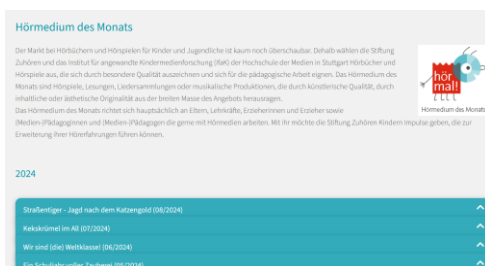 Hörmedium des Monats
Der Markt bei Hörbüchern und Hörspielen für Kinder und Jugendliche ist kaum noch überschaubar. Dehalb wählen die Stiftung
Zuhören und das Institut für angewandte Kindermedienforschung (IfaK) der Hochschule der Medien in Stuttgart Hörbücher und
Hörspiele aus, die sich durch besondere Qualität auszeichnen und sich für die pädagogische Arbeit eignen. Das Hörmedium des
Monats sind Hörspiele, Lesungen, Liedersammlungen oder musikalische Produktionen, die durch künstlerische Qualität, durch
inhaltliche oder ästhetische Originalität aus der breiten Masse des Angebots herausragen.
Das Hörmedium des Monats richtet sich hauptsächlich an Eltern, Lehrkräfte, Erzieherinnen und Erzieher sowie
(Medien-)Pädagoginnen und (Medien-)Pädagogen die gerne mit Hörmedien arbeiten. Mit ihr möchte die Stiftung Zuhören Kindern Impulse geben, die zur
Erweiterung ihrer Hörerfahrungen führen können.
hör
mal!
Hörmedium des Monats
2024
Straßentiger - Jagd nach dem Katzengold (08/2024)
Kekskrümel im All (07/2024)
Wir sind (die) Weltklasse! (06/2024)
Ein Schuljahr voller Zauberei (05/2024)